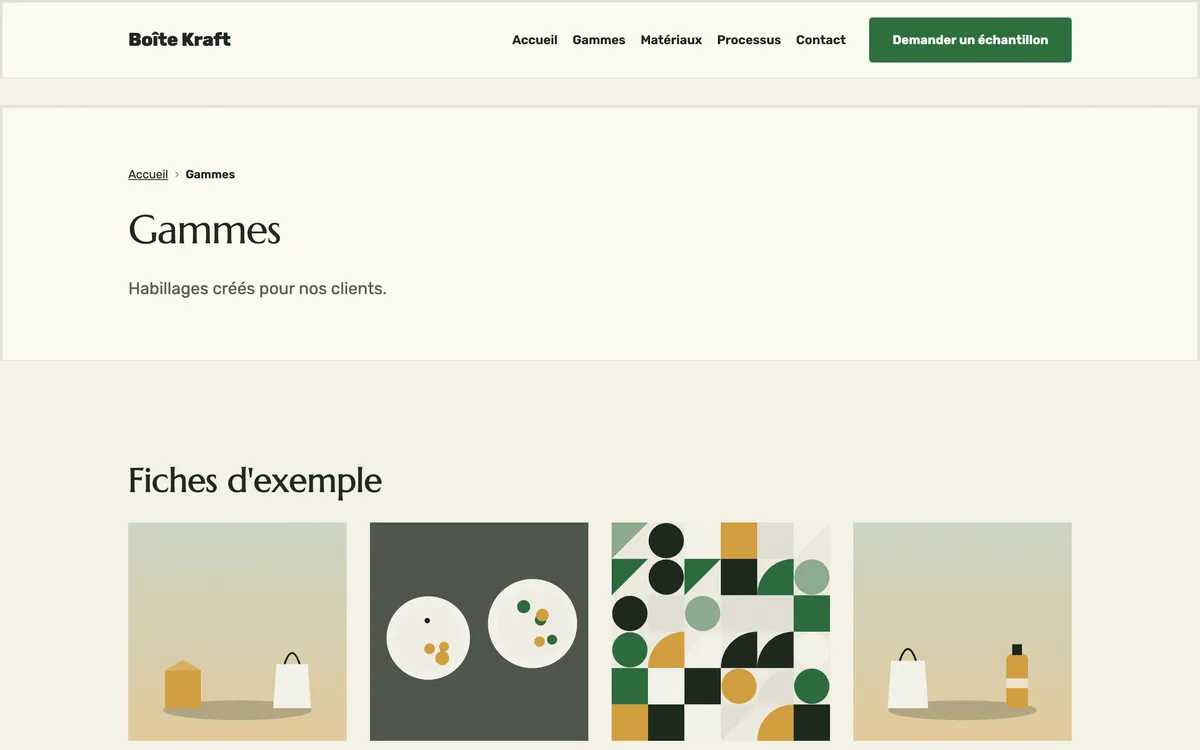 Boîte Kraft
Accueil Gammes Matériaux Processus Contact Demander un échantillon
Accueil › Gammes
Gammes
Habillages créés pour nos clients.
Fiches d'exemple